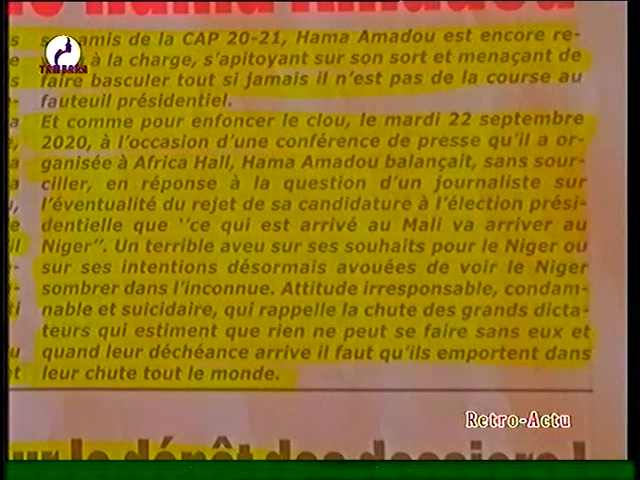 TAMBARA
s
e
ses amis de la CAP 20-21, Hama Amadou est encore re-
à la charge, s'apitoyant sur son sort et menaçant de
faire basculer tout si jamais il n'est pas de la course au
fauteuil présidentiel.
Et comme pour enfoncer le clou, le mardi 22 septembre
2020, à l'occasion d'une conférence de presse qu'il a or-
ganisée à Africa Hall, Hama Amadou balançait, sans sour-
ciller, en réponse à la question d'un journaliste sur
l'éventualité du rejet de sa candidature à l'élection prési-
dentielle que ''ce qui est arrivé au Mali va arriver au
Niger''. Un terrible aveu sur ses souhaits pour le Niger ou
sur ses intentions désormais avouées de voir le Niger
sombrer dans l'inconnue. Attitude irresponsable, condam-
nable et suicidaire, qui rappelle la chute des grands dicta-
teurs qui estiment que rien ne peut se faire sans eux et
quand leur déchéance arrive il faut qu'ils emportent dans
leur chute tout le monde.
Retro-Actu
sur le dépôt des dossiers !